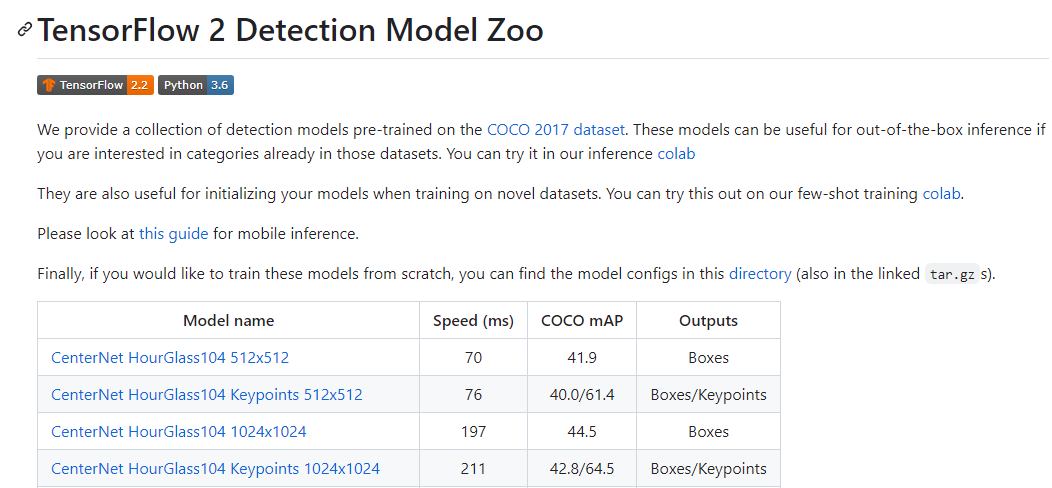 TensorFlow 2 Detection Model Zoo
TensorFlow 2.2 Python 3.6
We provide a collection of detection models pre-trained on the COCO 2017 dataset. These models can be useful for out-of-the-box inference if
you are interested in categories already in those datasets. You can try it in our inference colab
They are also useful for initializing your models when training on novel datasets. You can try this out on our few-shot training colab.
Please look at this guide for mobile inference.
Finally, if you would like to train these models from scratch, you can find the model configs in this directory (also in the linked tar.gz s).
Model name Speed (ms) COCO mAP Outputs
CenterNet HourGlass104 512x512 70 41.9 Boxes
CenterNet HourGlass104 Keypoints 512x512 76 40.0/61.4 Boxes/Keypoints
CenterNet HourGlass104 1024x1024 197 44.5 Boxes
CenterNet HourGlass104 Keypoints 1024x1024 211 42.8/64.5 Boxes/Keypoints